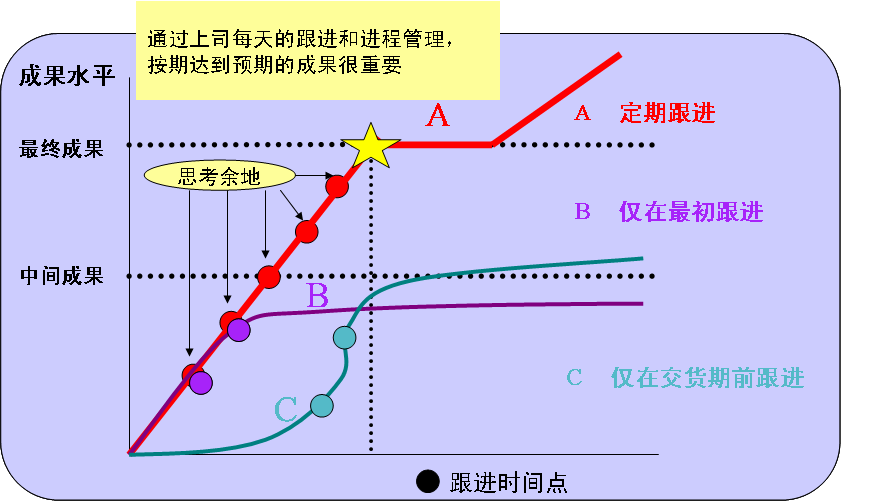 通过上司每天的跟进和进程管理，
按期达到预期的成果很重要
成果水平
A
A 定期跟进
最终成果
思考余地
B 仅在最初跟进
中间成果
B
C 仅在交货期前跟进
C
跟进时间点